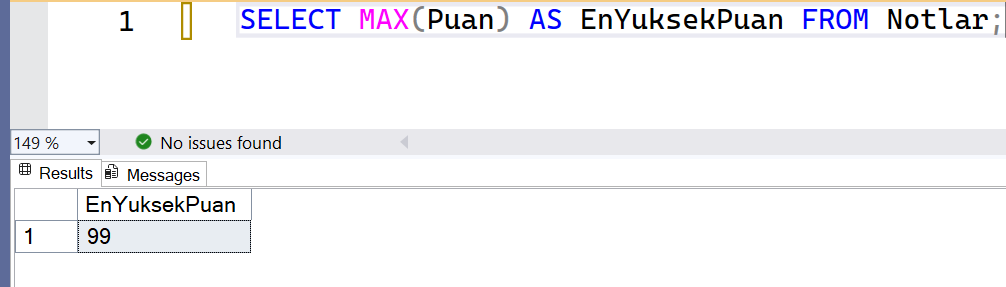 1 SELECT MAX(Puan) AS EnYuksekPuan FROM Notlar;
149 % No issues found
Results Messages
EnYuksekPuan
1 99